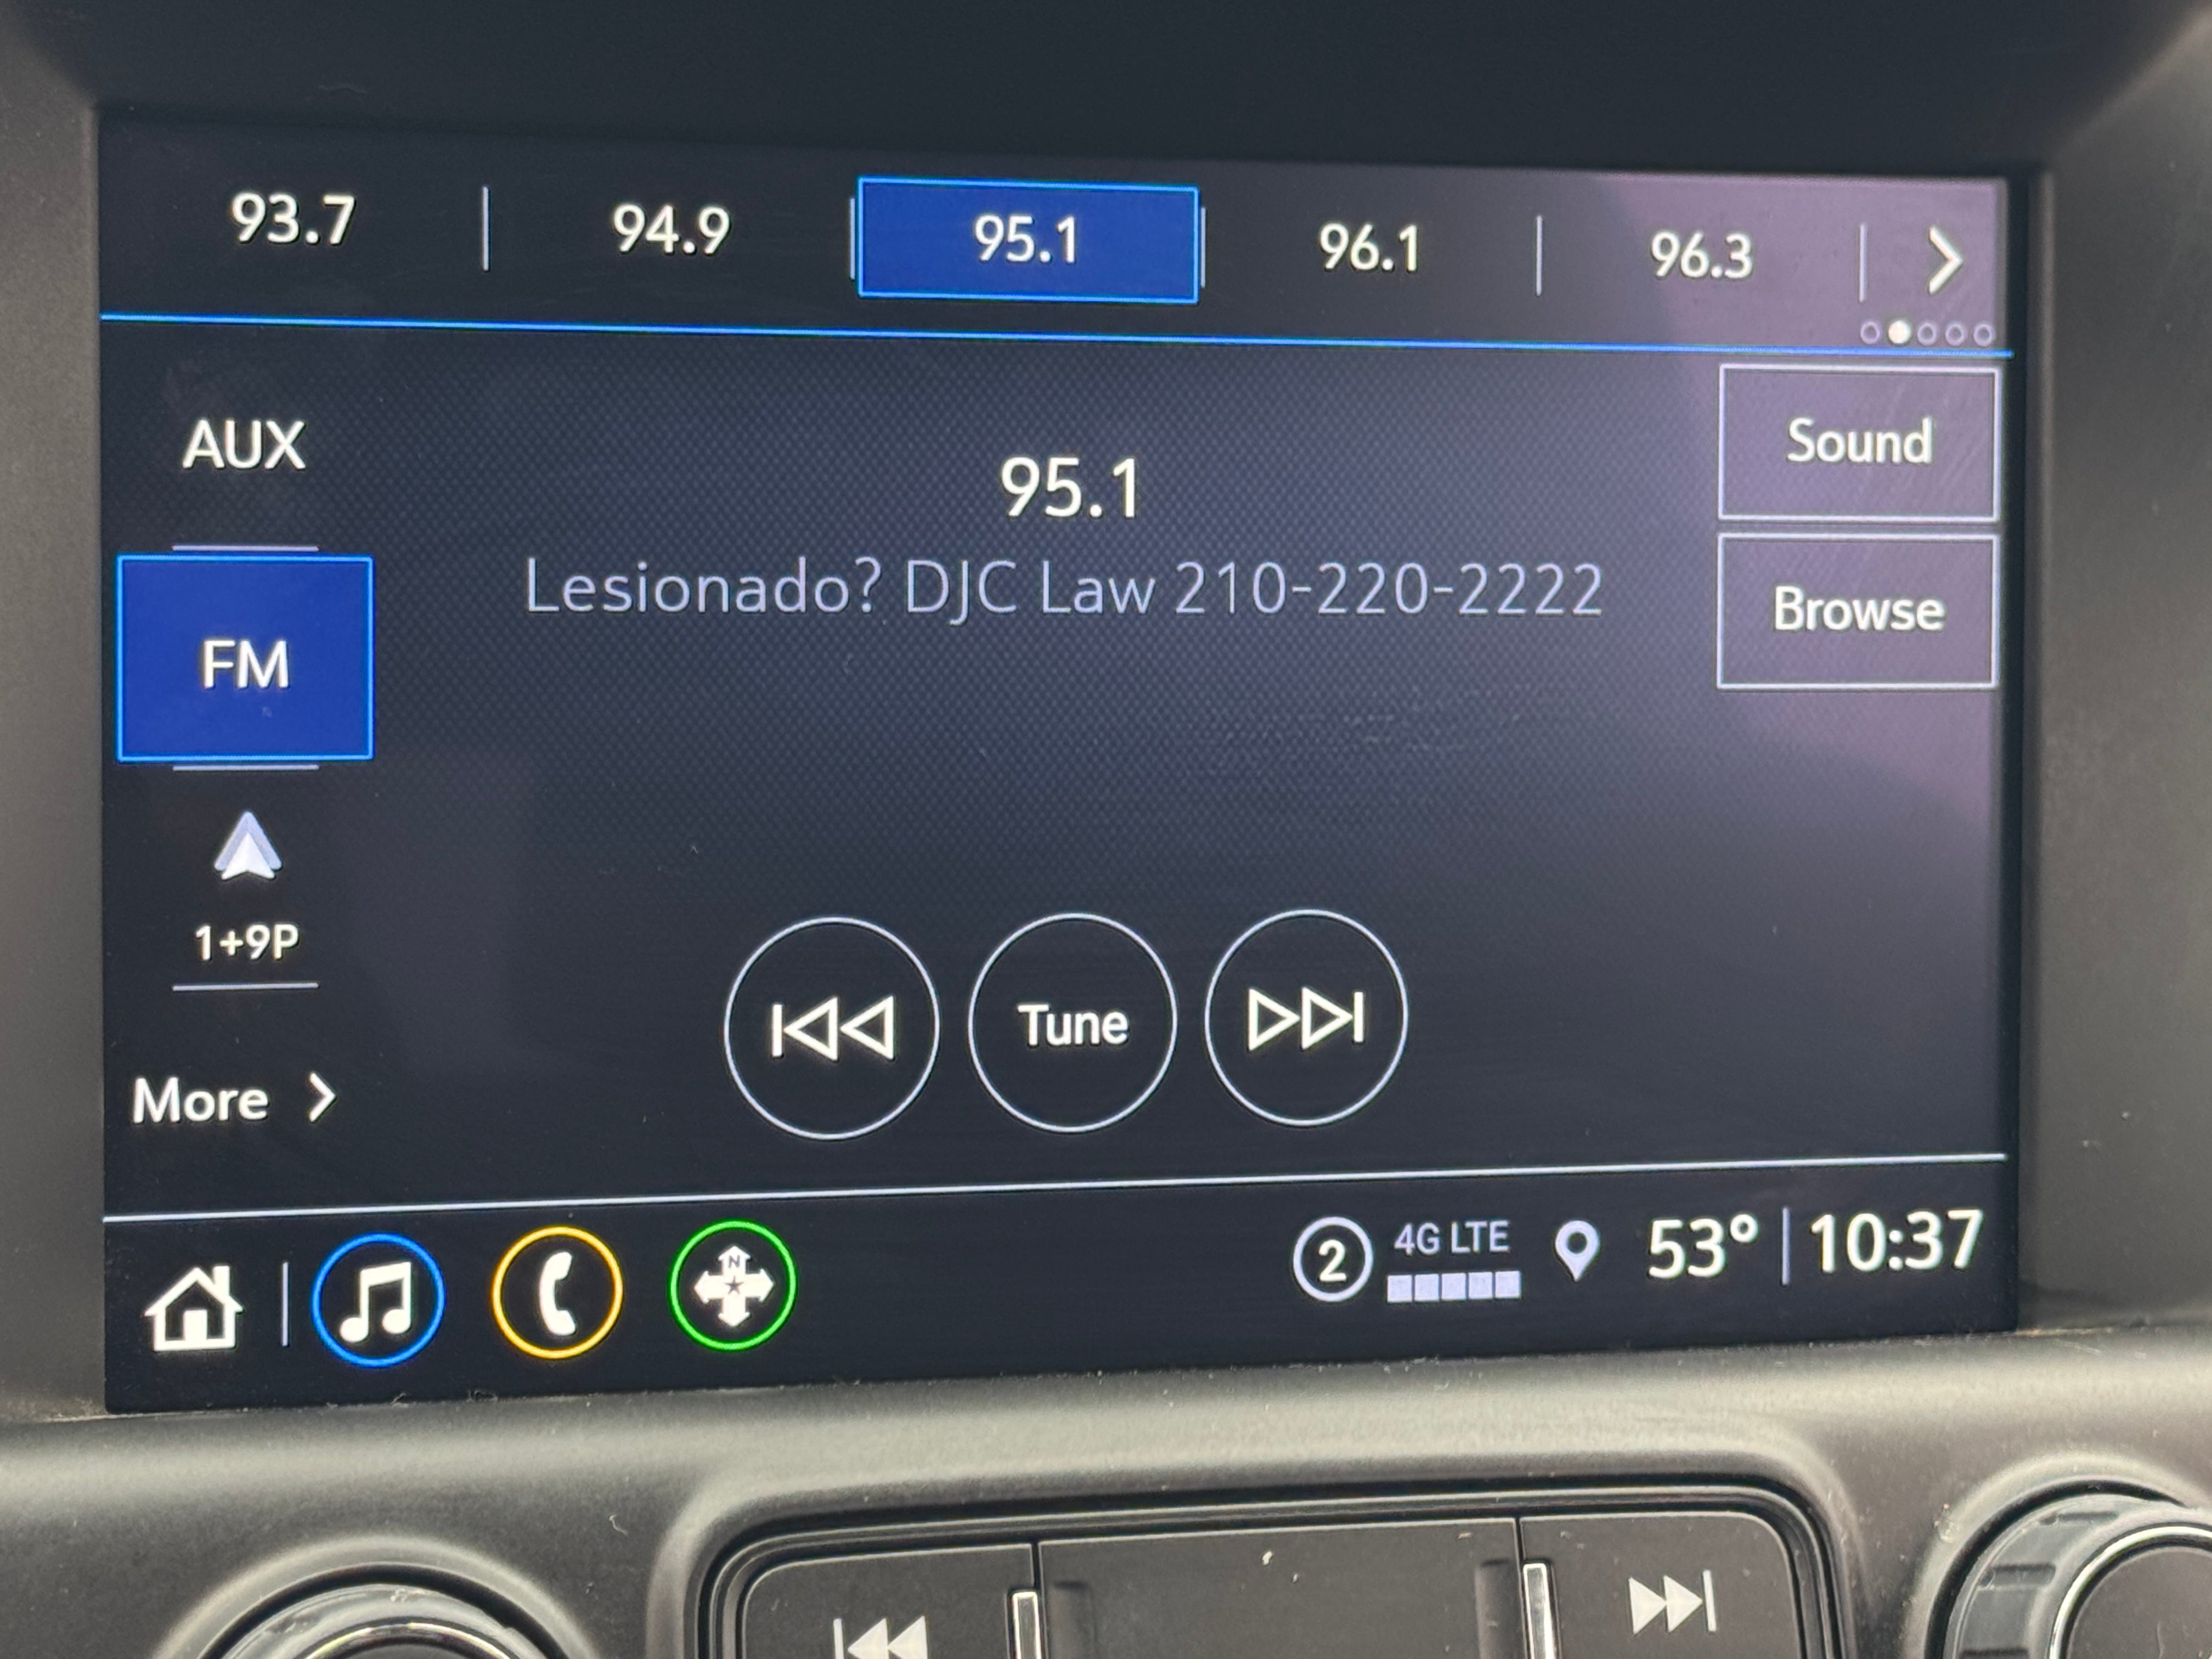 93.7 94.9 95.1 96.1 96.3
AUX
95.1
Sound
Lesionado? DJC Law 210-220-2222
Browse
FM
1+9P
Tune
More
N
2 4G LTE 53° 10:37